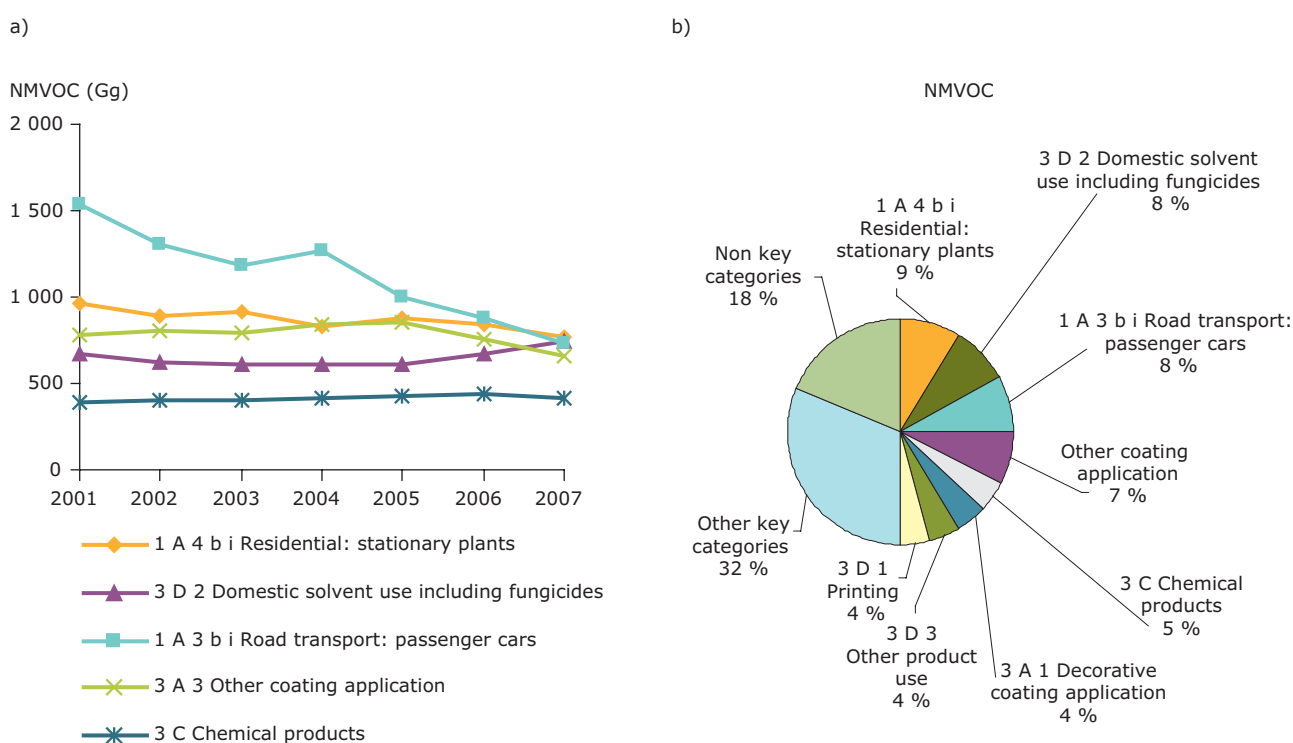 a)
NMVOC (Gg)
2 000
1 500
1 000
500
0
2001 2002 2003 2004 2005 2006 2007
1 A 4 b i Residential: stationary plants
3 D 2 Domestic solvent use including fungicides
1 A 3 b i Road transport: passenger cars
3 A 3 Other coating application
3 C Chemical products
b)
NMVOC
3 D 2 Domestic solvent
use including fungicides
8 %
1 A 4 b i
Residential:
stationary plants
9 %
Non key
categories
18 %
1 A 3 b i Road transport:
passenger cars
8 %
Other coating
application
7 %
Other key
categories
32 %
3 D 1
Printing
4 %
3 C Chemical
products
5 %
3 D 3
Other product
use
4 %
3 A 1 Decorative
coating application
4 %